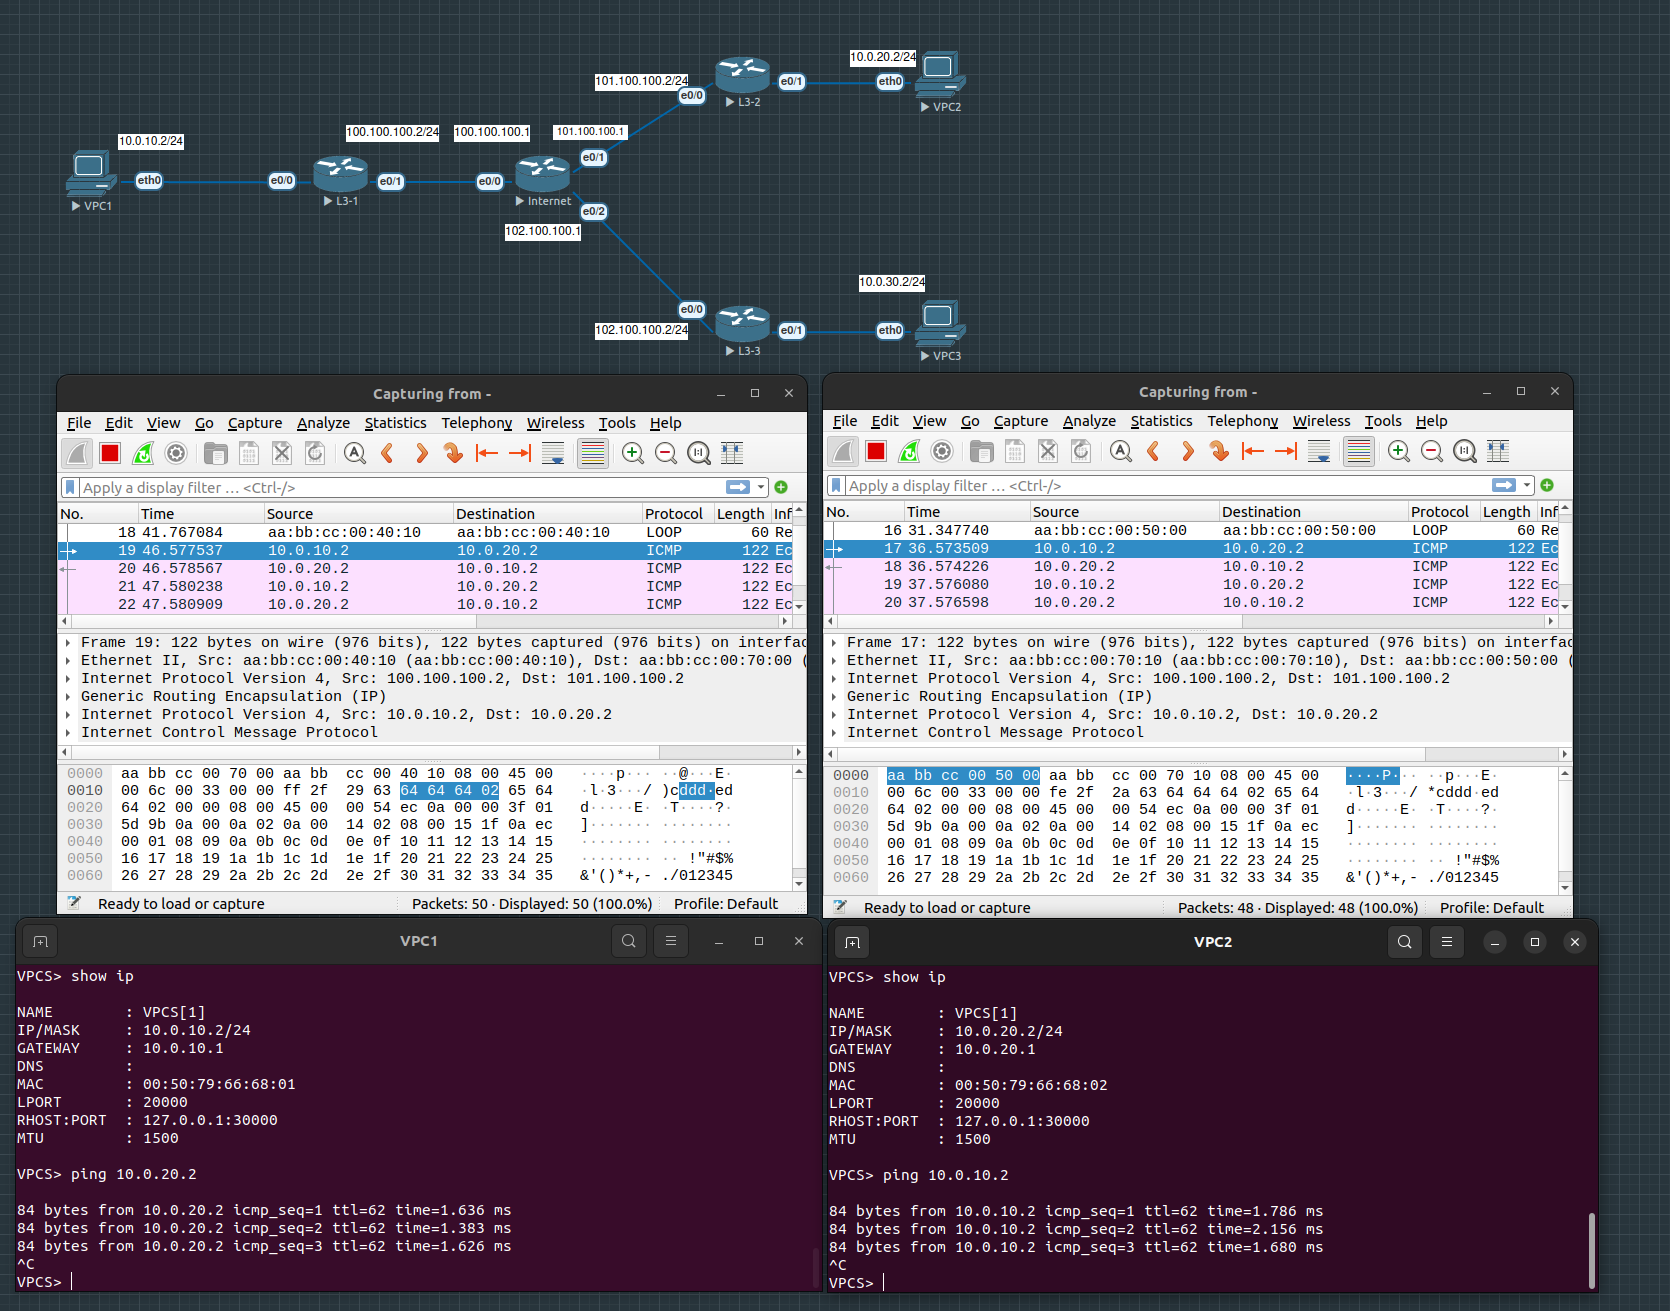 10.0.20.2/24
101.100.100.2/24
e0/0
e0/1
eth0
L3-2
VPC2
10.0.10.2/24
100.100.100.2/24
100.100.100.1
101.100.100.1
e0/1
eth0
e0/0
e0/1
e0/0
VPC1
L3-1
Internet
e0/2
102.100.100.1
10.0.30.2/24
e0/0
102.100.100.2/24
e0/1
eth0
L3-3
VPC3
Capturing from -
File Edit View Go Capture Analyze Statistics Telephony Wireless Tools Help
Apply a display filter … <Ctrl-/>
No. Time Source Destination Protocol Length Inf
18 41.767084 aa:bb:cc:00:40:10 aa:bb:cc:00:40:10 LOOP 60 Re
19 46.577537 10.0.10.2 10.0.20.2 ICMP 122 Ec
20 46.578567 10.0.20.2 10.0.10.2 ICMP 122 Ec
21 47.580238 10.0.10.2 10.0.20.2 ICMP 122 Ec
22 47.580909 10.0.20.2 10.0.10.2 ICMP 122 Ec
Frame 19: 122 bytes on wire (976 bits), 122 bytes captured (976 bits) on interfac
Ethernet II, Src: aa:bb:cc:00:40:10 (aa:bb:cc:00:40:10), Dst: aa:bb:cc:00:70:00 (
Internet Protocol Version 4, Src: 100.100.100.2, Dst: 101.100.100.2
Generic Routing Encapsulation (IP)
Internet Protocol Version 4, Src: 10.0.10.2, Dst: 10.0.20.2
Internet Control Message Protocol
0000 aa bb cc 00 70 00 aa bb cc 00 40 10 08 00 45 00 ····p··· ··@···E·
0010 00 6c 00 33 00 00 ff 2f 29 63 64 64 64 02 65 64 ·l·3···/ )cddd·ed
0020 64 02 00 00 08 00 45 00 00 54 ec 0a 00 00 3f 01 d·····E· ·T····?·
0030 5d 9b 0a 00 0a 02 0a 00 14 02 08 00 15 1f 0a ec ]······· ········
0040 00 01 08 09 0a 0b 0c 0d 0e 0f 10 11 12 13 14 15 ········ ········
0050 16 17 18 19 1a 1b 1c 1d 1e 1f 20 21 22 23 24 25 ········ ·· !"#$%
0060 26 27 28 29 2a 2b 2c 2d 2e 2f 30 31 32 33 34 35 &'()*+,- ./012345
Ready to load or capture Packets: 50 · Displayed: 50 (100.0%) Profile: Default
Capturing from -
File Edit View Go Capture Analyze Statistics Telephony Wireless Tools Help
Apply a display filter … <Ctrl-/>
No. Time Source Destination Protocol Length Inf
16 31.347740 aa:bb:cc:00:50:00 aa:bb:cc:00:50:00 LOOP 60 Re
17 36.573509 10.0.10.2 10.0.20.2 ICMP 122 Ec
18 36.574226 10.0.20.2 10.0.10.2 ICMP 122 Ec
19 37.576080 10.0.10.2 10.0.20.2 ICMP 122 Ec
20 37.576598 10.0.20.2 10.0.10.2 ICMP 122 Ec
Frame 17: 122 bytes on wire (976 bits), 122 bytes captured (976 bits) on interfac
Ethernet II, Src: aa:bb:cc:00:70:10 (aa:bb:cc:00:70:10), Dst: aa:bb:cc:00:50:00 (
Internet Protocol Version 4, Src: 100.100.100.2, Dst: 101.100.100.2
Generic Routing Encapsulation (IP)
Internet Protocol Version 4, Src: 10.0.10.2, Dst: 10.0.20.2
Internet Control Message Protocol
0000 aa bb cc 00 50 00 aa bb cc 00 70 10 08 00 45 00 ····P··· ··p···E·
0010 00 6c 00 33 00 00 fe 2f 2a 63 64 64 64 02 65 64 ·l·3···/ *cddd·ed
0020 64 02 00 00 08 00 45 00 00 54 ec 0a 00 00 3f 01 d·····E· ·T····?·
0030 5d 9b 0a 00 0a 02 0a 00 14 02 08 00 15 1f 0a ec ]······· ········
0040 00 01 08 09 0a 0b 0c 0d 0e 0f 10 11 12 13 14 15 ········ ········
0050 16 17 18 19 1a 1b 1c 1d 1e 1f 20 21 22 23 24 25 ········ ·· !"#$%
0060 26 27 28 29 2a 2b 2c 2d 2e 2f 30 31 32 33 34 35 &'()*+,- ./012345
Ready to load or capture Packets: 48 · Displayed: 48 (100.0%) Profile: Default
VPC1
VPCS> show ip
NAME : VPCS[1]
IP/MASK : 10.0.10.2/24
GATEWAY : 10.0.10.1
DNS :
MAC : 00:50:79:66:68:01
LPORT : 20000
RHOST:PORT : 127.0.0.1:30000
MTU : 1500
VPCS> ping 10.0.20.2
84 bytes from 10.0.20.2 icmp_seq=1 ttl=62 time=1.636 ms
84 bytes from 10.0.20.2 icmp_seq=2 ttl=62 time=1.383 ms
84 bytes from 10.0.20.2 icmp_seq=3 ttl=62 time=1.626 ms
^C
VPCS>
VPC2
VPCS> show ip
NAME : VPCS[1]
IP/MASK : 10.0.20.2/24
GATEWAY : 10.0.20.1
DNS :
MAC : 00:50:79:66:68:02
LPORT : 20000
RHOST:PORT : 127.0.0.1:30000
MTU : 1500
VPCS> ping 10.0.10.2
84 bytes from 10.0.10.2 icmp_seq=1 ttl=62 time=1.786 ms
84 bytes from 10.0.10.2 icmp_seq=2 ttl=62 time=2.156 ms
84 bytes from 10.0.10.2 icmp_seq=3 ttl=62 time=1.680 ms
^C
VPCS>